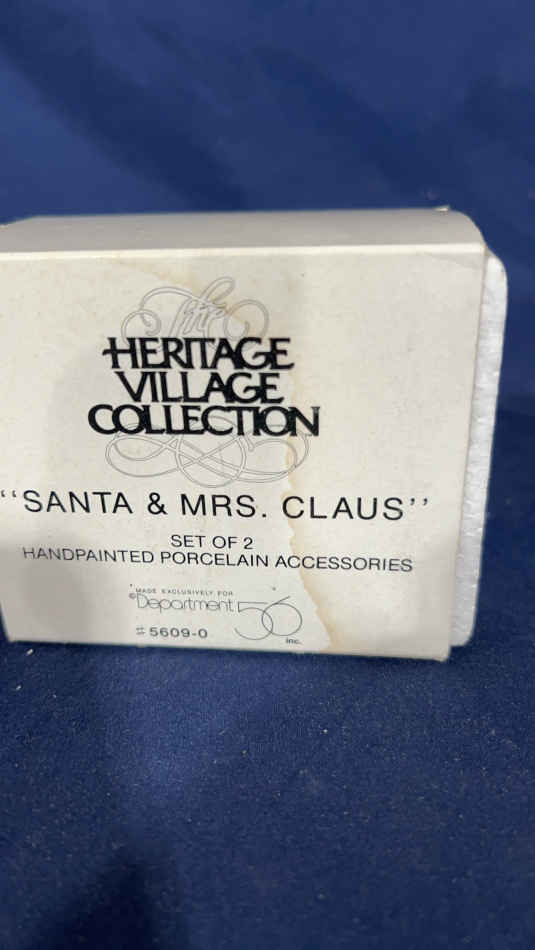 The
HERITAGE
VILLAGE
COLLECTION
"SANTA & MRS. CLAUS"
SET OF 2
HANDPAINTED PORCELAIN ACCESSORIES
MADE EXCLUSIVELY FOR
©Department 56
inc.
#5609-0